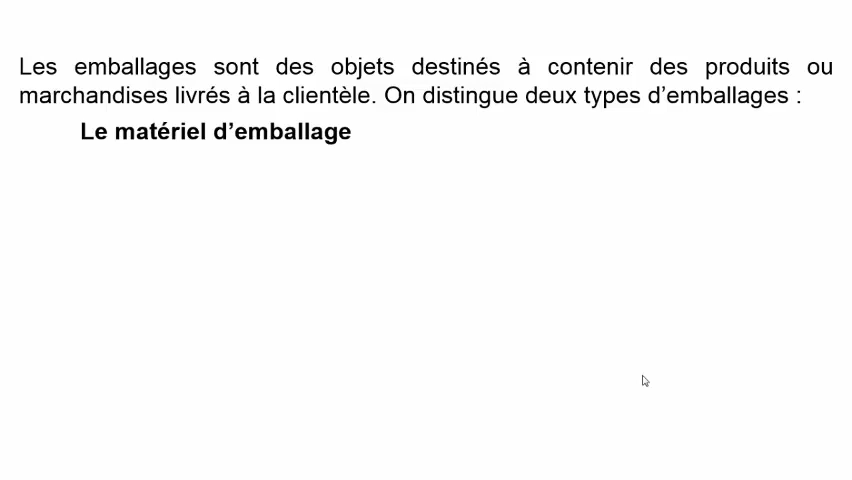 Les emballages sont des objets destinés à contenir des produits ou
marchandises livrés à la clientèle. On distingue deux types d’emballages :
Le matériel d’emballage